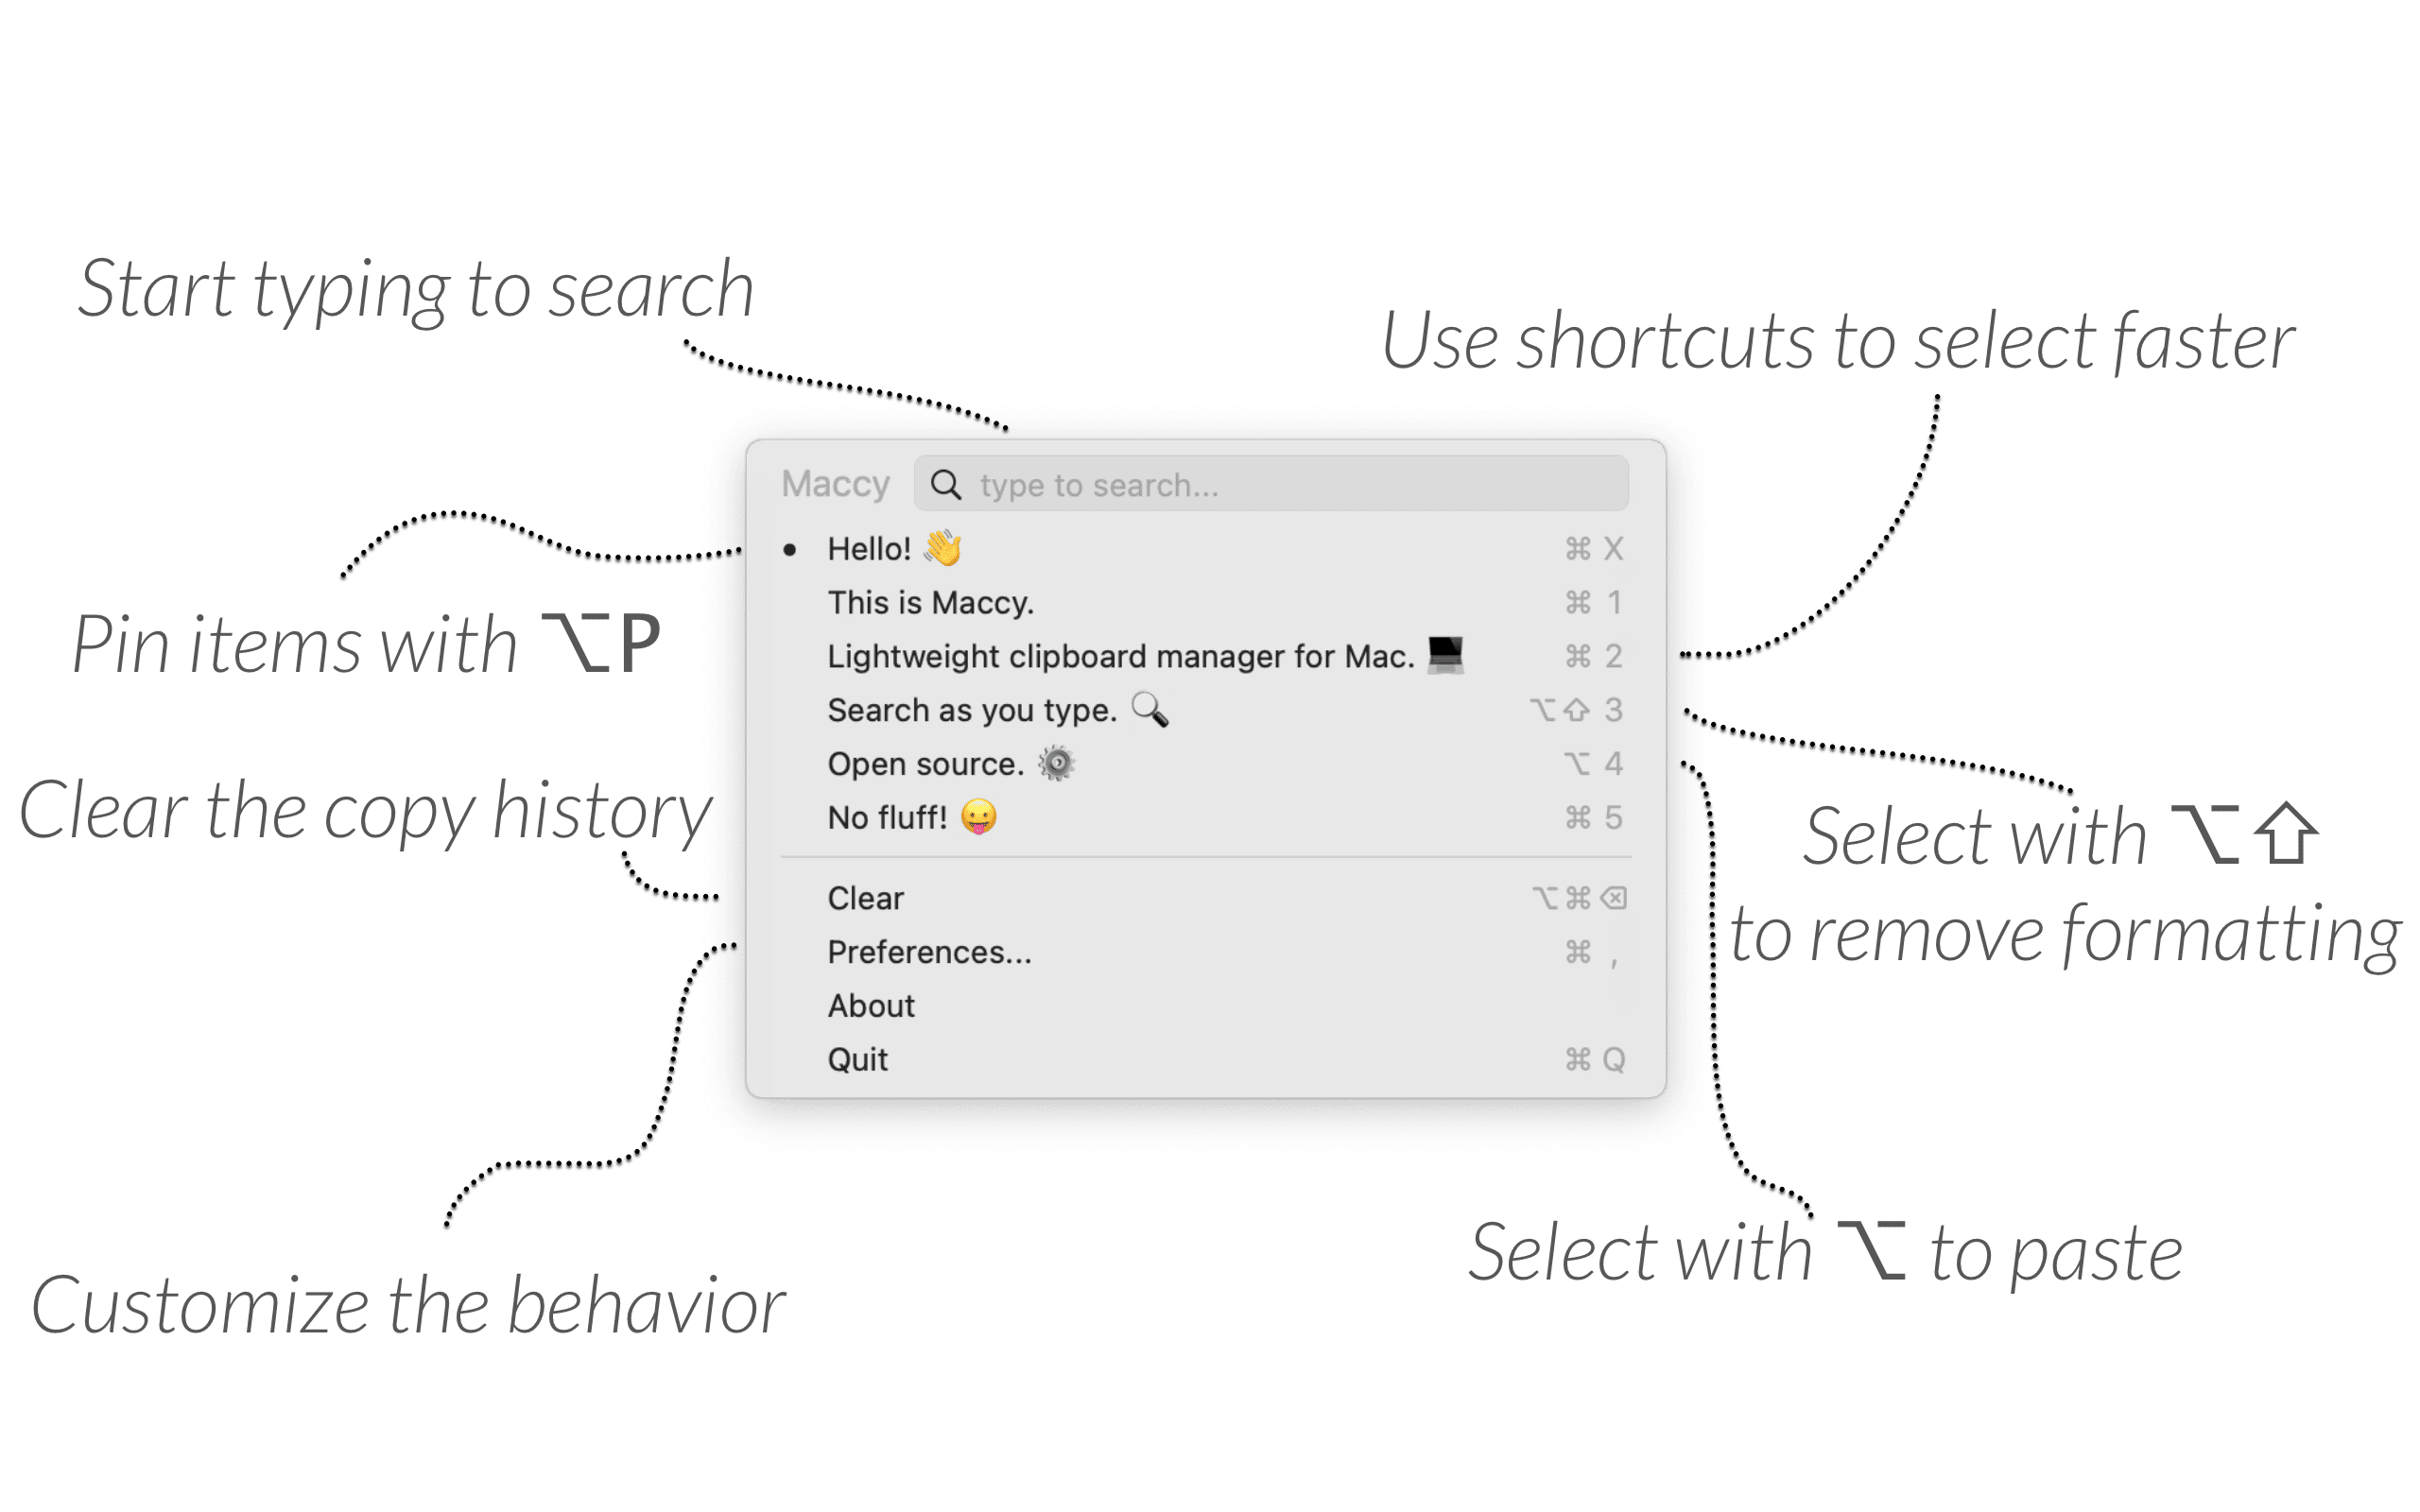 Start typing to search
Use shortcuts to select faster
Maccy type to search...
Hello! 👋 ⌘ X
Pin items with ⌥P
This is Maccy. ⌘ 1
Lightweight clipboard manager for Mac. 💻 ⌘ 2
Search as you type. 🔍 ⌥⇧ 3
Open source. ⚙️ ⌥ 4
No fluff! 😛 ⌘ 5
Clear the copy history
Select with ⌥⇧
to remove formatting
Clear ⌥⌘⌫
Preferences... ⌘ ,
About
Quit ⌘ Q
Select with ⌥ to paste
Customize the behavior